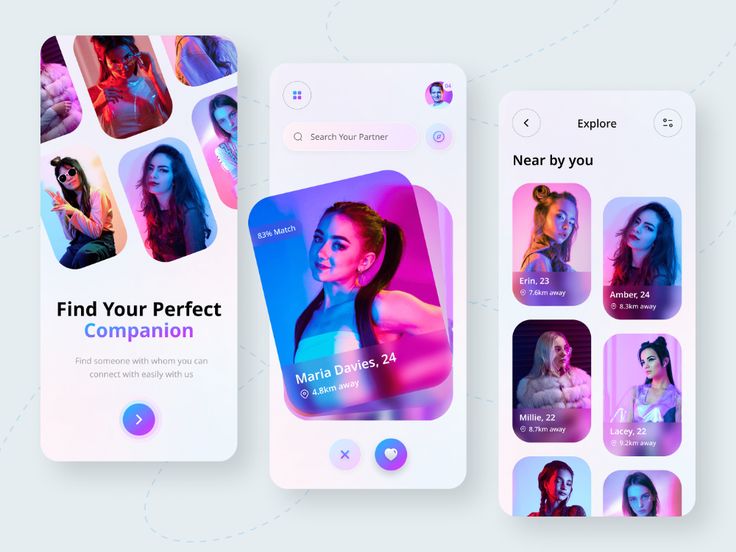 Find Your Perfect
Companion
Find someone with whom you can
connect with easily with us
04
Search Your Partner
83% Match
Maria Davies, 24
4.8km away
Explore
Near by you
Erin, 23
7.6km away
Amber, 24
8.3km away
Millie, 22
8.7km away
Lacey, 22
9.2km away